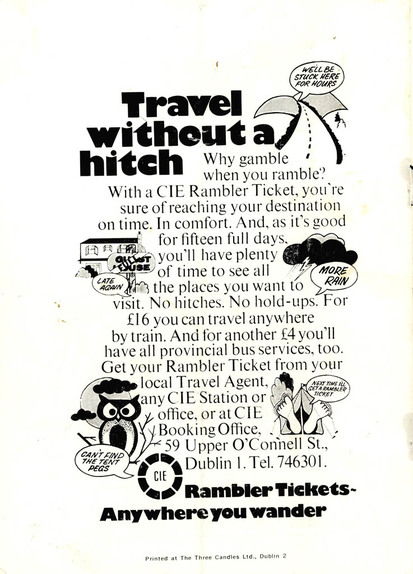 WE'LL BE
STUCK HERE
FOR HOURS
Travel
without a
hitch
Why gamble
when you ramble?
With a CIE Rambler Ticket, you're
sure of reaching your destination
on time. In comfort. And, as it's good
for fifteen full days,
you'll have plenty
of time to see all
the places you want to
visit. No hitches. No hold-ups. For
£16 you can travel anywhere
by train. And for another £4 you'll
have all provincial bus services, too.
Get your Rambler Ticket from your
local Travel Agent,
any CIE Station or
office, or at CIE
Booking Office,
59 Upper O'Connell St.,
Dublin 1. Tel. 746301.
LATE
AGAIN
MORE
RAIN
CAN'T FIND
THE TENT
PEGS
NEXT TIME I'LL
GET A RAMBLER
TICKET
CIE
Rambler Tickets-
Anywhere you wander
Printed at The Three Candles Ltd., Dublin 2